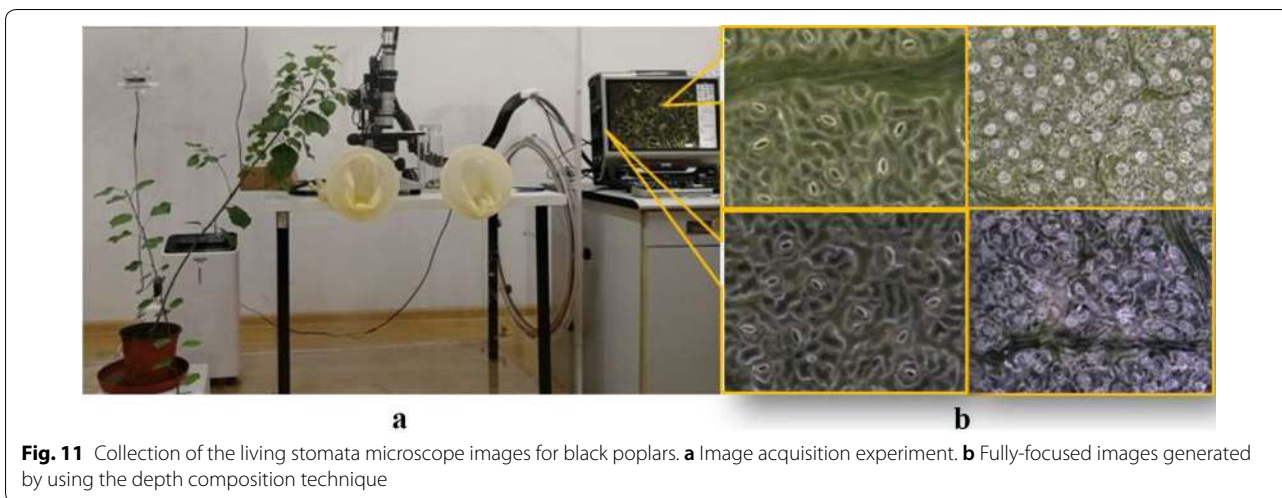 a
b
Fig. 11 Collection of the living stomata microscope images for black poplars. a Image acquisition experiment. b Fully-focused images generated
by using the depth composition technique